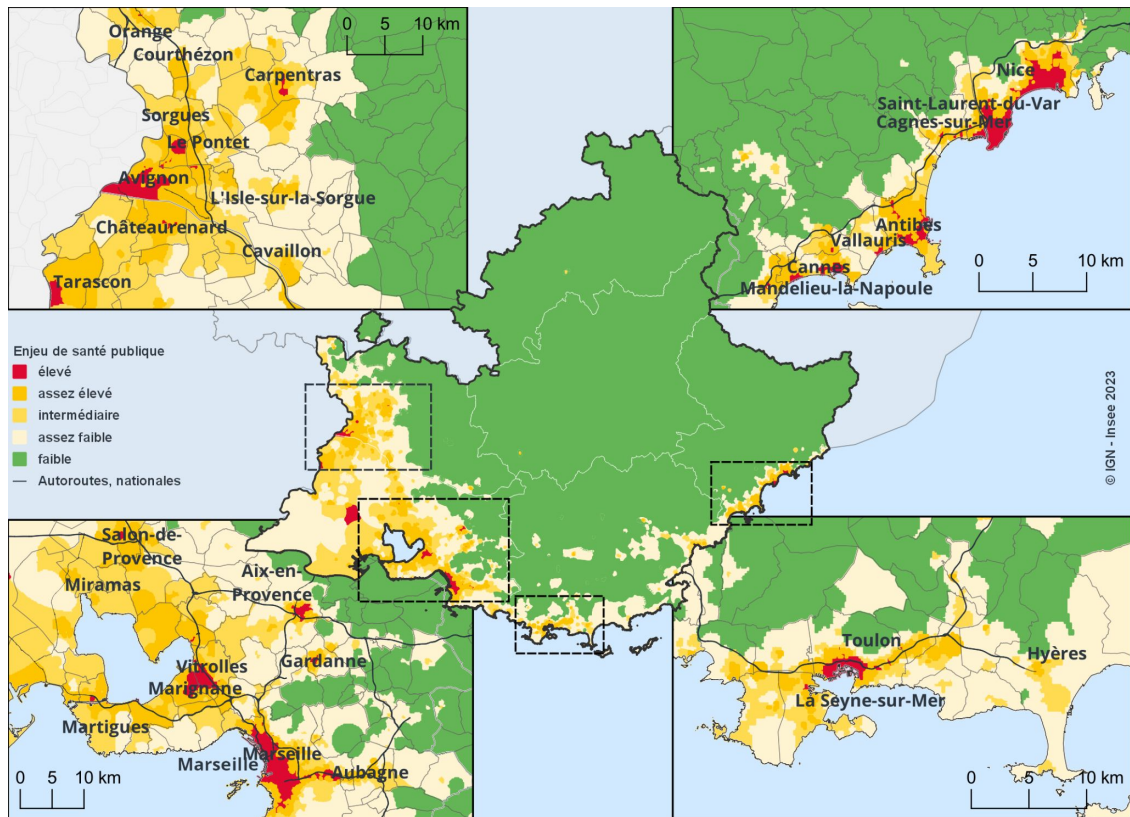 Orange
Courthézon
Carpentras
Sorgues
Le Pontet
Avignon
L'Isle-sur-la-Sorgue
Châteaurenard
Cavaillon
Tarascon
0 5 10 km
Nice
Saint-Laurent-du-Var
Cagnes-sur-Mer
Antibes
Vallauris
Cannes
Mandelieu-la-Napoule
0 5 10 km
Enjeu de santé publique
élevé
assez élevé
intermédiaire
assez faible
faible
Autoroutes, nationales
© IGN - Insee 2023
Salon-de-
Provence
Miramas
Aix-en-
Provence
Vitrolles
Marignane
Gardanne
Martigues
Marseille
Marseille
Aubagne
0 5 10 km
Toulon
Hyères
La Seyne-sur-Mer
0 5 10 km